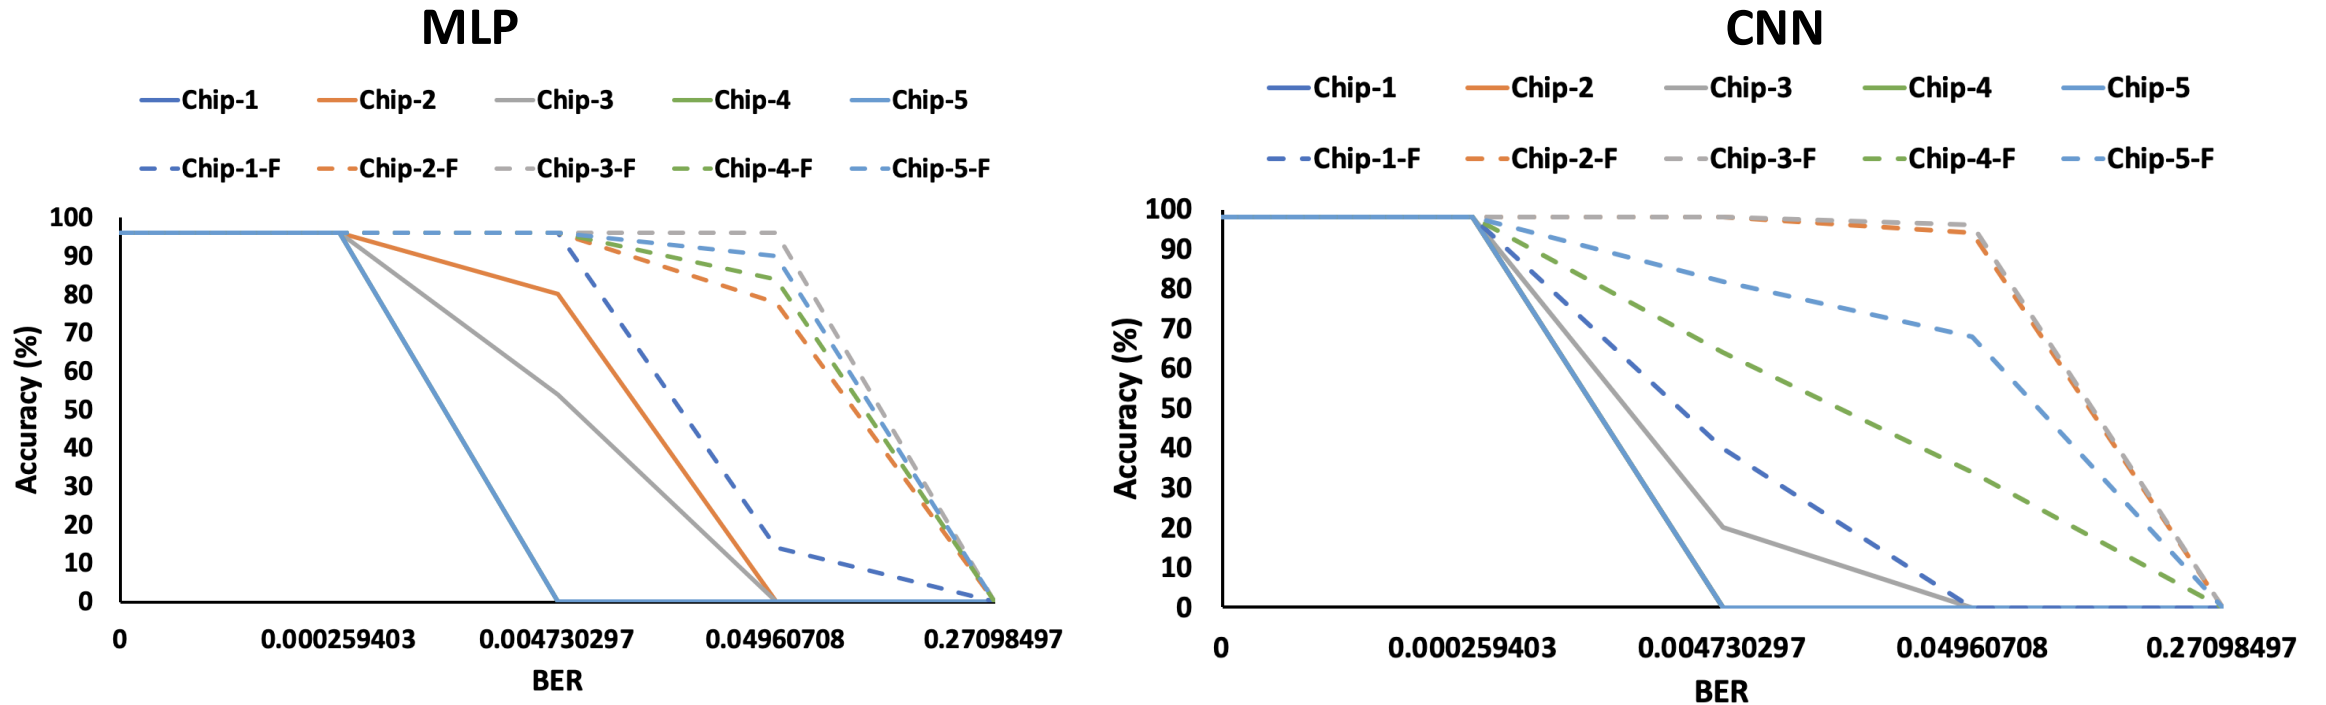 MLP
Chip-1 Chip-2 Chip-3 Chip-4 Chip-5
Chip-1-F Chip-2-F Chip-3-F Chip-4-F Chip-5-F
100
90
80
70
60
50
40
30
20
10
0
Accuracy (%)
0 0.000259403 0.004730297 0.04960708 0.27098497
BER
CNN
Chip-1 Chip-2 Chip-3 Chip-4 Chip-5
Chip-1-F Chip-2-F Chip-3-F Chip-4-F Chip-5-F
100
90
80
70
60
50
40
30
20
10
0
Accuracy (%)
0 0.000259403 0.004730297 0.04960708 0.27098497
BER